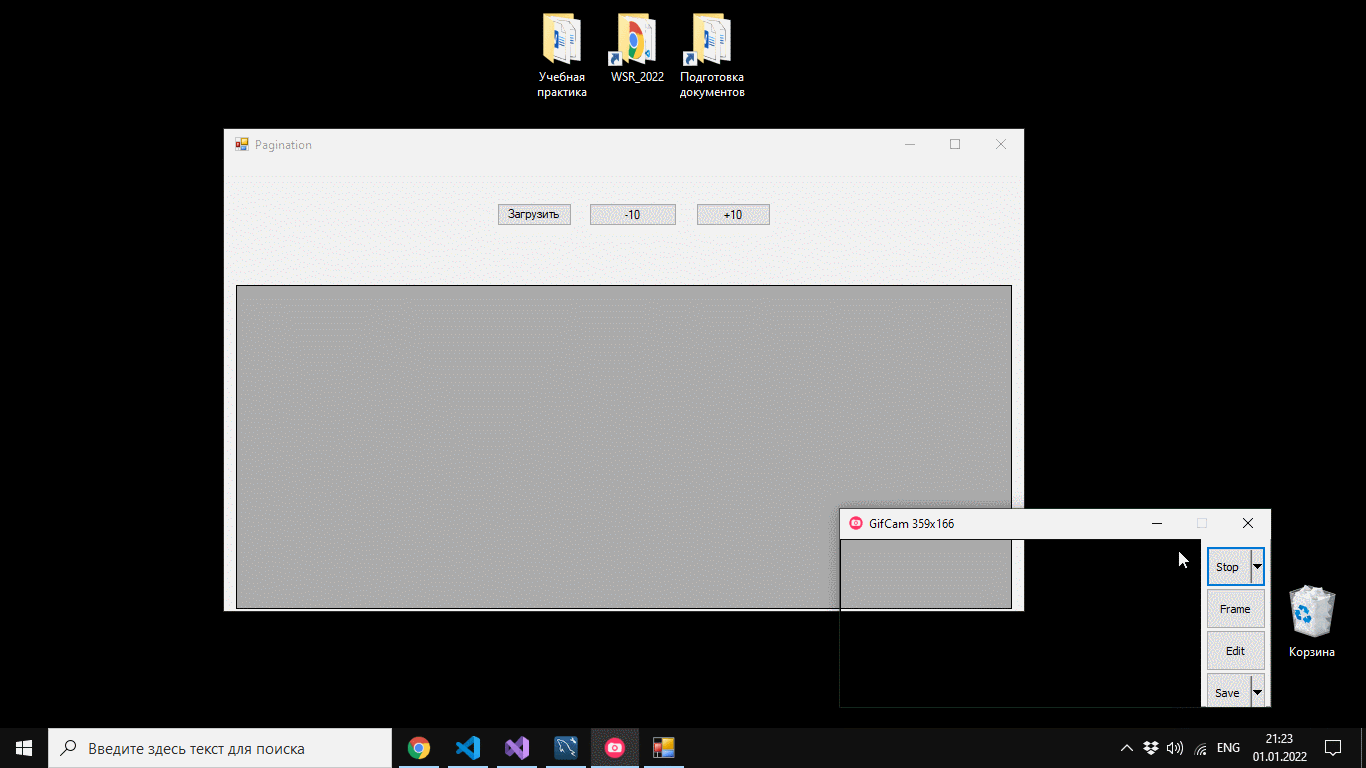 Учебная
практика
WSR_2022
Подготовка
документов
Pagination
Загрузить
-10
+10
GifCam 359x166
Stop
Frame
Edit
Save
Корзина
Введите здесь текст для поиска
ENG
21:23
01.01.2022